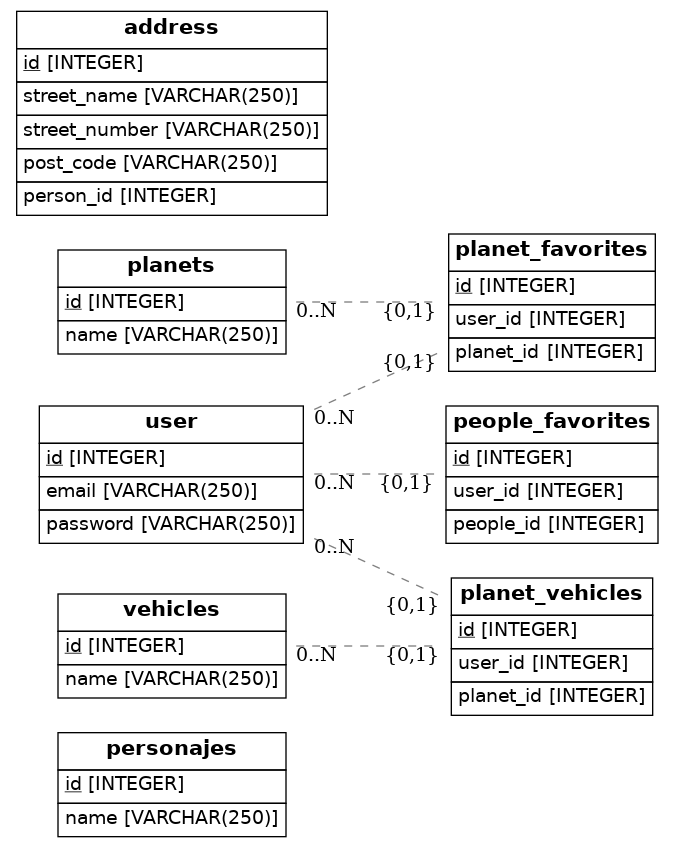 address
id [INTEGER]
street_name [VARCHAR(250)]
street_number [VARCHAR(250)]
post_code [VARCHAR(250)]
person_id [INTEGER]
planets
id [INTEGER]
name [VARCHAR(250)]
planet_favorites
id [INTEGER]
user_id [INTEGER]
planet_id [INTEGER]
0..N {0,1}
{0,1}
0..N
user
id [INTEGER]
email [VARCHAR(250)]
password [VARCHAR(250)]
people_favorites
id [INTEGER]
user_id [INTEGER]
people_id [INTEGER]
0..N {0,1}
0..N
{0,1}
vehicles
id [INTEGER]
name [VARCHAR(250)]
planet_vehicles
id [INTEGER]
user_id [INTEGER]
planet_id [INTEGER]
0..N {0,1}
personajes
id [INTEGER]
name [VARCHAR(250)]